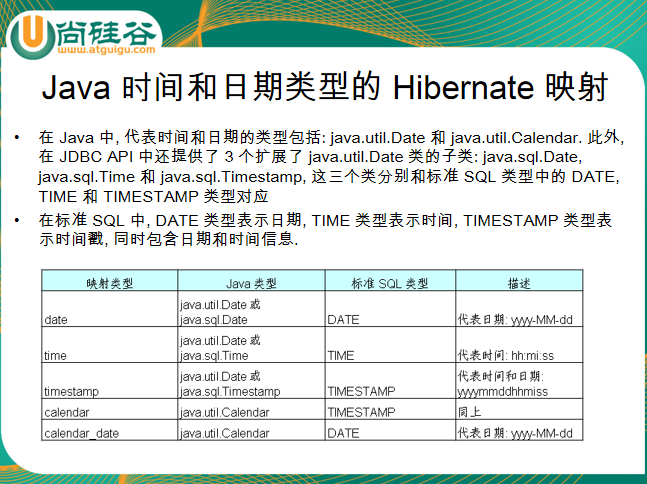 尚硅谷
www.atguigu.com
Java 时间和日期类型的 Hibernate 映射
• 在 Java 中, 代表时间和日期的类型包括: java.util.Date 和 java.util.Calendar. 此外,
在 JDBC API 中还提供了 3 个扩展了 java.util.Date 类的子类: java.sql.Date,
java.sql.Time 和 java.sql.Timestamp, 这三个类分别和标准 SQL 类型中的 DATE,
TIME 和 TIMESTAMP 类型对应
• 在标准 SQL 中, DATE 类型表示日期, TIME 类型表示时间, TIMESTAMP 类型表
示时间戳, 同时包含日期和时间信息.
映射类型 Java 类型 标准 SQL 类型 描述
java.util.Date 或
date java.sql.Date DATE 代表日期: yyyy-MM-dd
java.util.Date 或
time java.sql.Time TIME 代表时间: hh:mi:ss
java.util.Date 或 代表时间和日期:
timestamp java.sql.Timestamp TIMESTAMP yyyymmddhhmiss
calendar java.util.Calendar TIMESTAMP 同上
calendar_date java.util.Calendar DATE 代表日期: yyyy-MM-dd